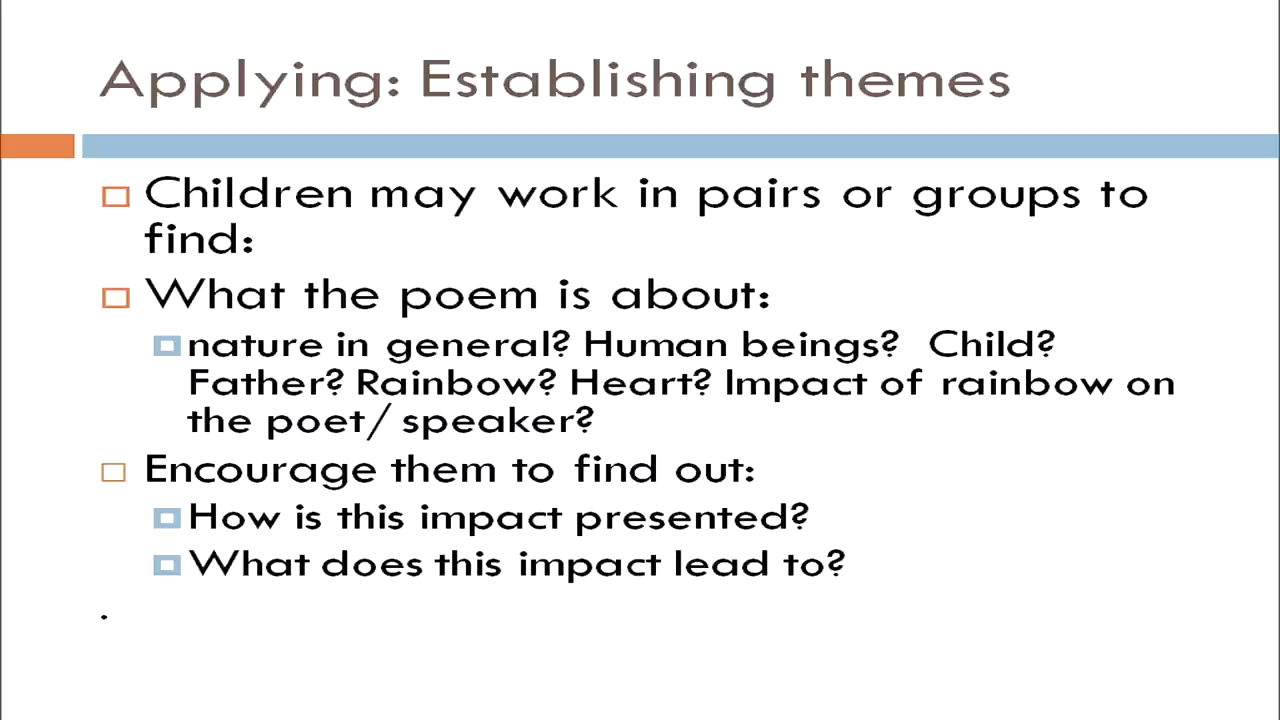 Applying: Establishing themes
Children may work in pairs or groups to
find:
What the poem is about:
nature in general? Human beings? Child?
Father? Rainbow? Heart? Impact of rainbow on
the poet/ speaker?
Encourage them to find out:
How is this impact presented?
What does this impact lead to?
.